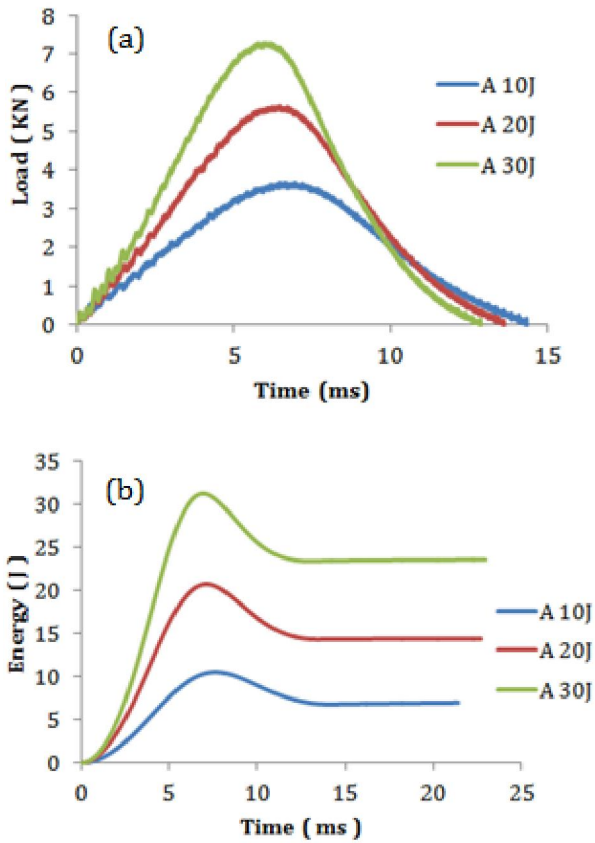 (a)
8
7
6
5
4
3
2
1
0
Load ( KN )
A 10J
A 20J
A 30J
0 5 10 15
Time (ms)
(b)
35
30
25
20
15
10
5
0
Energy ( J )
A 10J
A 20J
A 30J
0 5 10 15 20 25
Time ( ms )